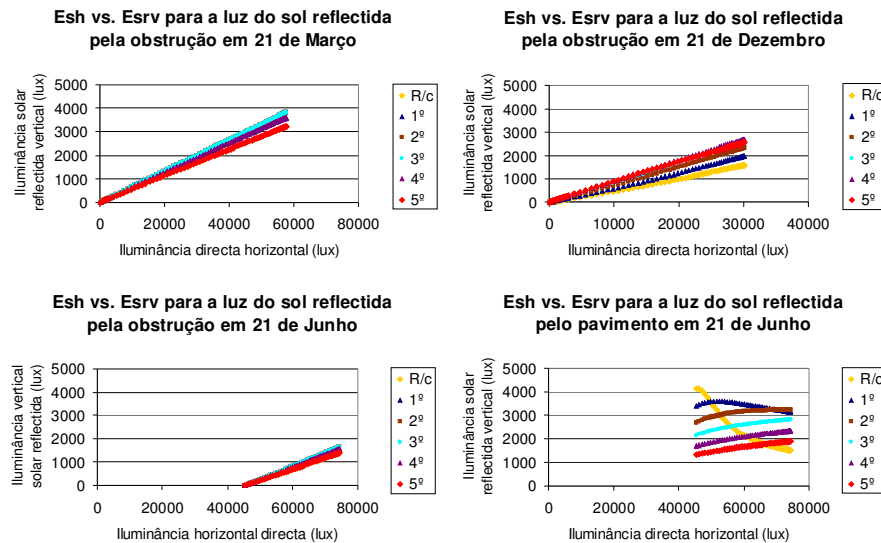 Esh vs. Esrv para a luz do sol reflectida
pela obstrução em 21 de Março
Iluminância solar
reflectida vertical (lux)
5000
4000
3000
2000
1000
0
0 20000 40000 60000 80000
Iluminância directa horizontal (lux)
R/c
1º
2º
3º
4º
5º
Esh vs. Esrv para a luz do sol reflectida
pela obstrução em 21 de Dezembro
Iluminância solar
reflectida vertical (lux)
5000
4000
3000
2000
1000
0
0 10000 20000 30000 40000
Iluminância directa horizontal (lux)
R/c
1º
2º
3º
4º
5º
Esh vs. Esrv para a luz do sol reflectida
pela obstrução em 21 de Junho
Iluminância vertical
solar reflectida (lux)
5000
4000
3000
2000
1000
0
0 20000 40000 60000 80000
Iluminância horizontal directa (lux)
R/c
1º
2º
3º
4º
5º
Esh vs. Esrv para a luz do sol reflectida
pelo pavimento em 21 de Junho
Iluminância solar
reflectida vertical (lux)
5000
4000
3000
2000
1000
0
0 20000 40000 60000 80000
Iluminância directa horizontal (lux)
R/c
1º
2º
3º
4º
5º